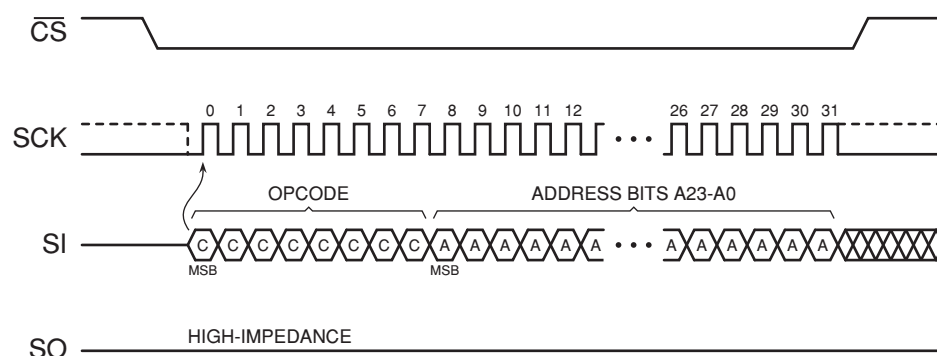 CS
0 1 2 3 4 5 6 7 8 9 10 11 12 26 27 28 29 30 31
SCK
OPCODE ADDRESS BITS A23-A0
SI C C C C C C C C A A A A A A A A A A A A
MSB MSB
HIGH-IMPEDANCE
SO